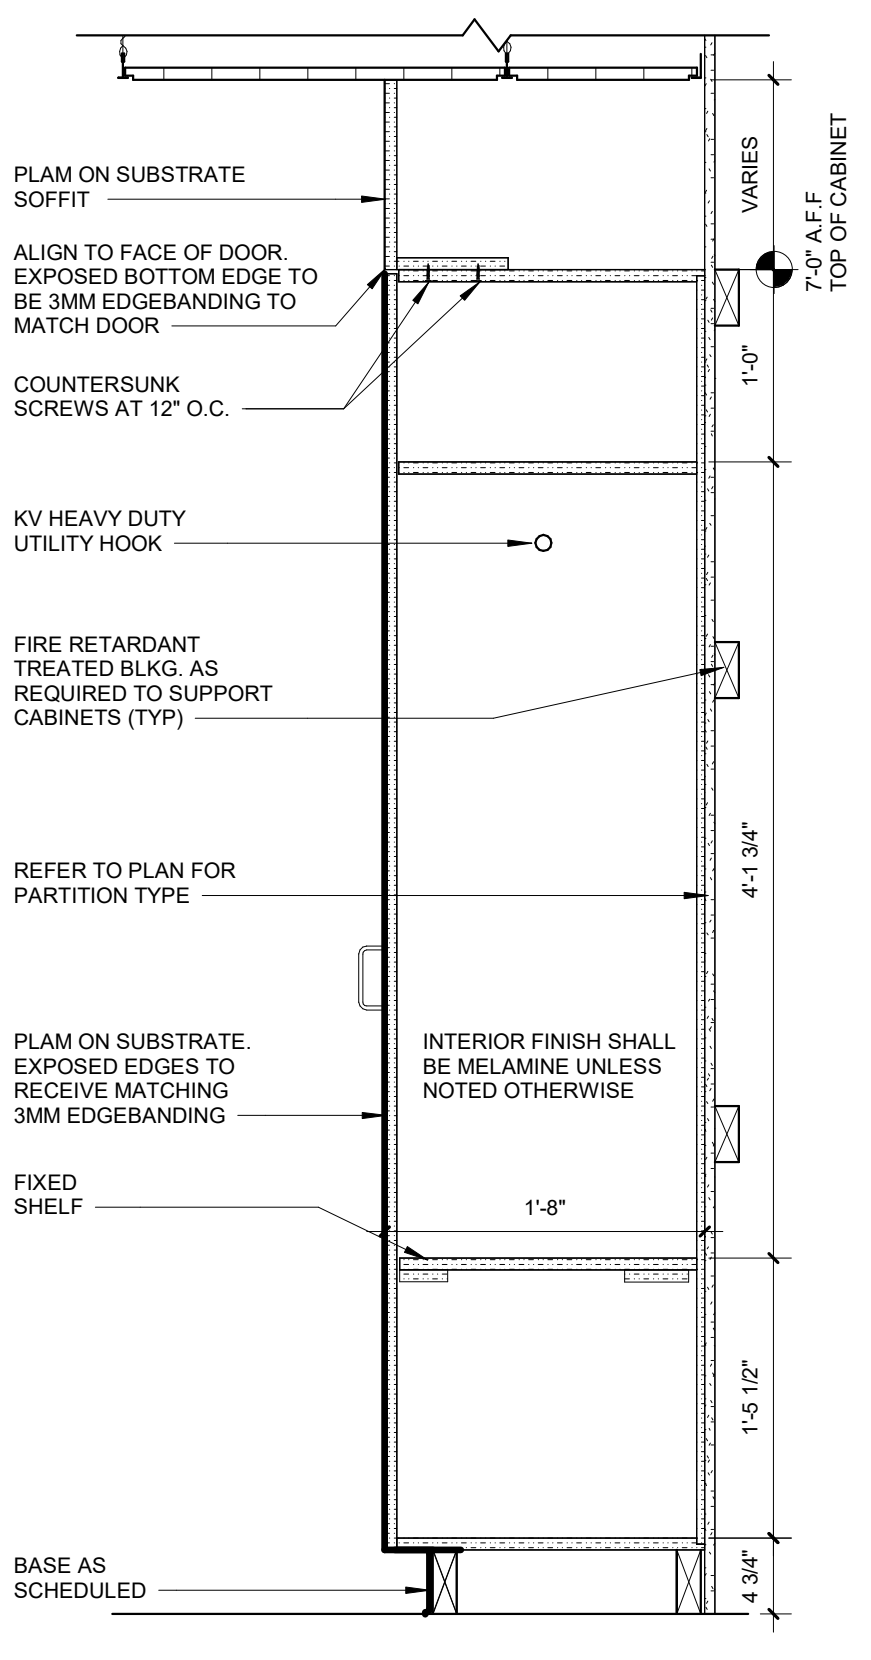 PLAM ON SUBSTRATE
SOFFIT
ALIGN TO FACE OF DOOR.
EXPOSED BOTTOM EDGE TO
BE 3MM EDGEBANDING TO
MATCH DOOR
COUNTERSUNK
SCREWS AT 12" O.C.
KV HEAVY DUTY
UTILITY HOOK
FIRE RETARDANT
TREATED BLKG. AS
REQUIRED TO SUPPORT
CABINETS (TYP)
REFER TO PLAN FOR
PARTITION TYPE
PLAM ON SUBSTRATE.
EXPOSED EDGES TO
RECEIVE MATCHING
3MM EDGEBANDING
FIXED
SHELF
BASE AS
SCHEDULED
INTERIOR FINISH SHALL
BE MELAMINE UNLESS
NOTED OTHERWISE
1'-8"
VARIES
7'-0" A.F.F
TOP OF CABINET
1'-0"
4'-1 3/4"
1'-5 1/2"
4 3/4"